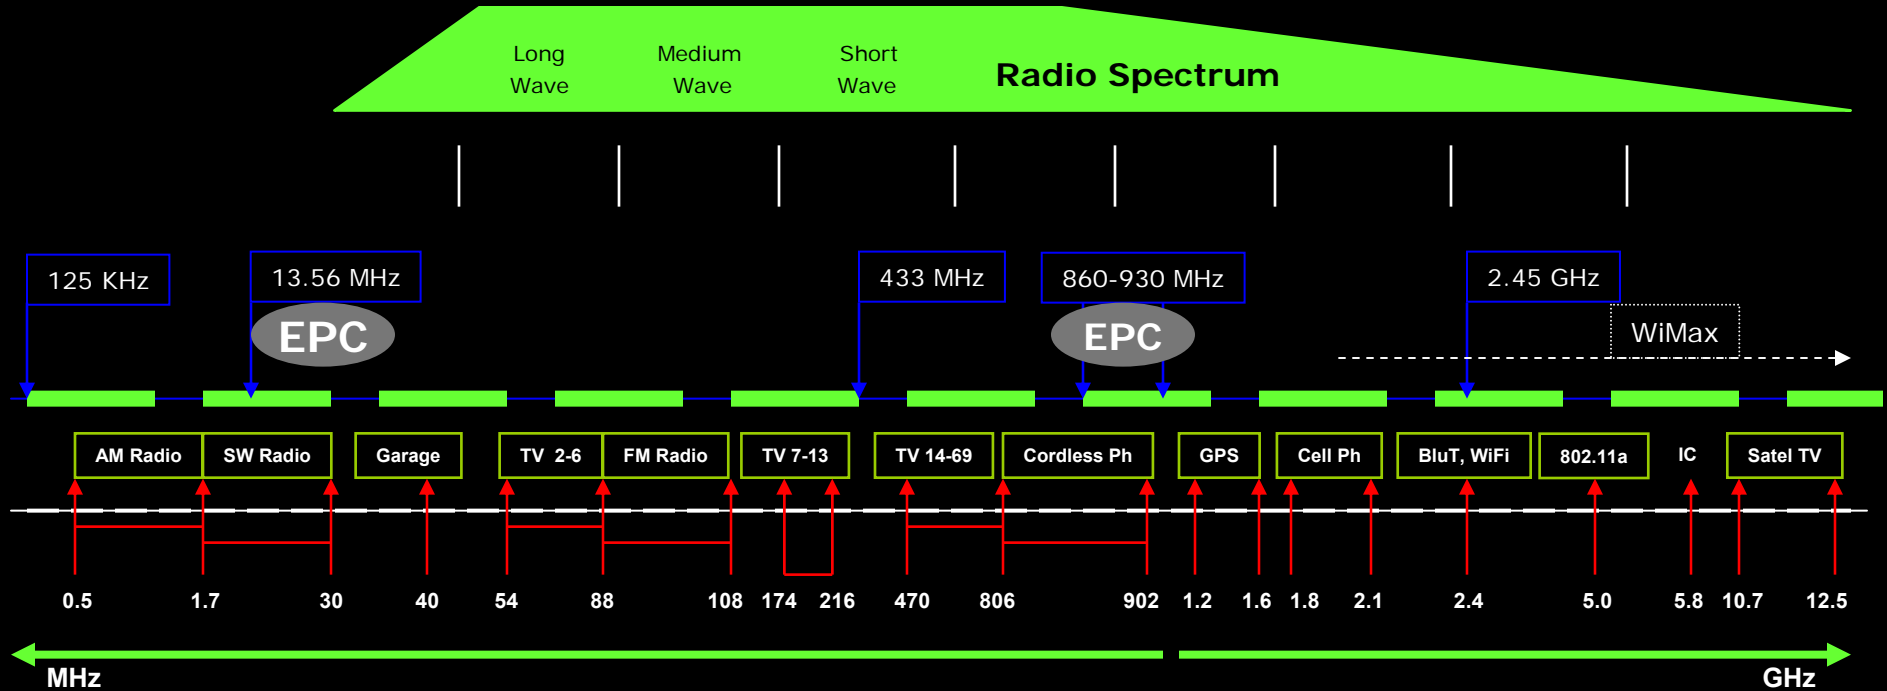 Long Wave
Medium Wave
Short Wave
Radio Spectrum
125 KHz
13.56 MHz
433 MHz
860-930 MHz
2.45 GHz
EPC
EPC
WiMax
AM Radio
SW Radio
Garage
TV 2-6
FM Radio
TV 7-13
TV 14-69
Cordless Ph
GPS
Cell Ph
BluT, WiFi
802.11a
IC
Satel TV
0.5
1.7
30
40
54
88
108
174
216
470
806
902
1.2
1.6
1.8
2.1
2.4
5.0
5.8
10.7
12.5
MHz
GHz